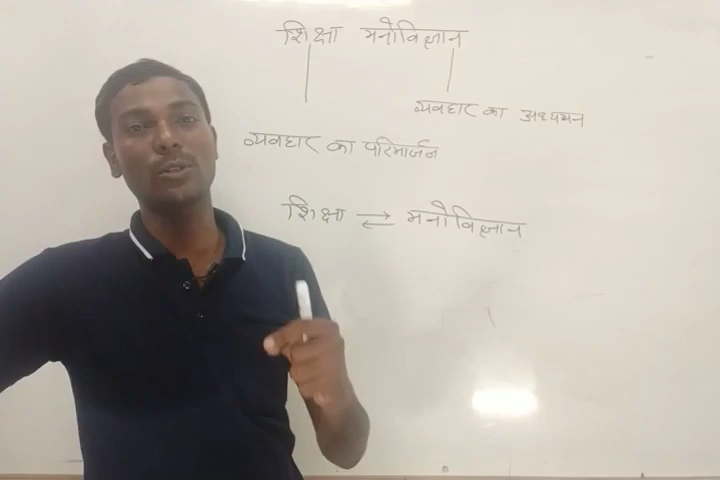 शिक्षा मनोविज्ञान
व्यवहार का अध्ययन
व्यवहार का परिमार्जन
शिक्षा ⇌ मनोविज्ञान